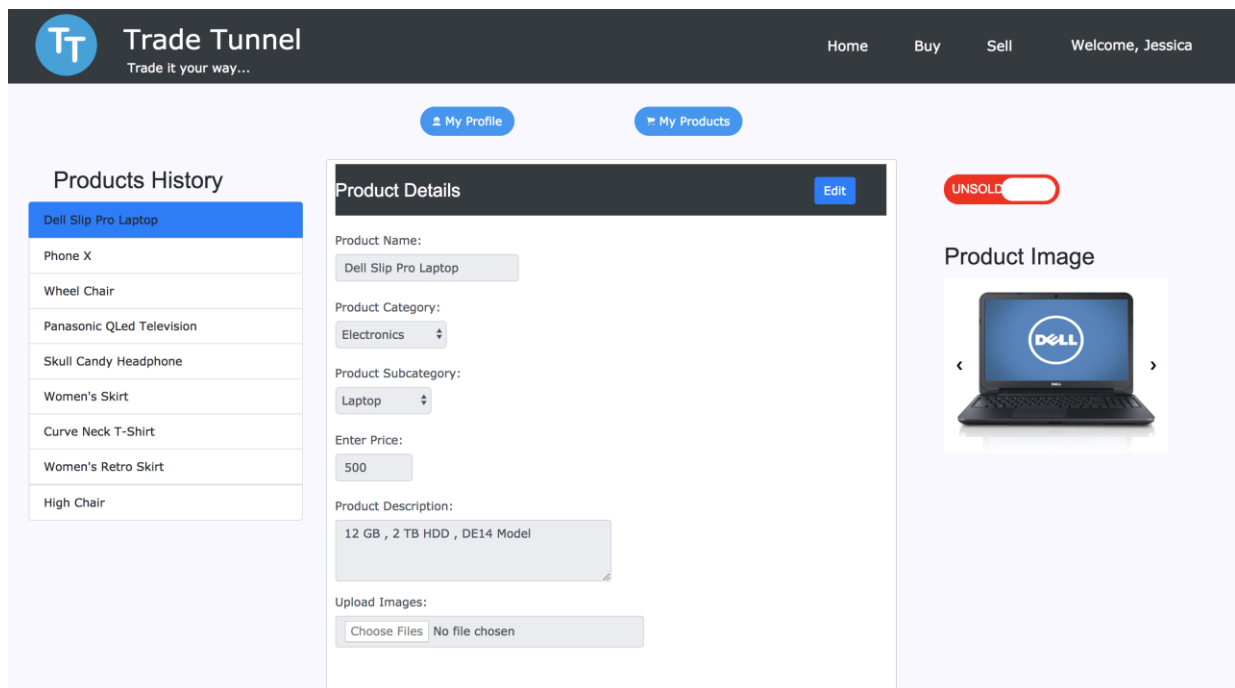 TT
Trade Tunnel
Trade it your way...
Home Buy Sell Welcome, Jessica
My Profile My Products
Products History
Dell Slip Pro Laptop
Phone X
Wheel Chair
Panasonic QLed Television
Skull Candy Headphone
Women's Skirt
Curve Neck T-Shirt
Women's Retro Skirt
High Chair
Product Details Edit
Product Name:
Dell Slip Pro Laptop
Product Category:
Electronics
Product Subcategory:
Laptop
Enter Price:
500
Product Description:
12 GB , 2 TB HDD , DE14 Model
Upload Images:
Choose Files No file chosen
UNSOLD
Product Image
DELL
DELL